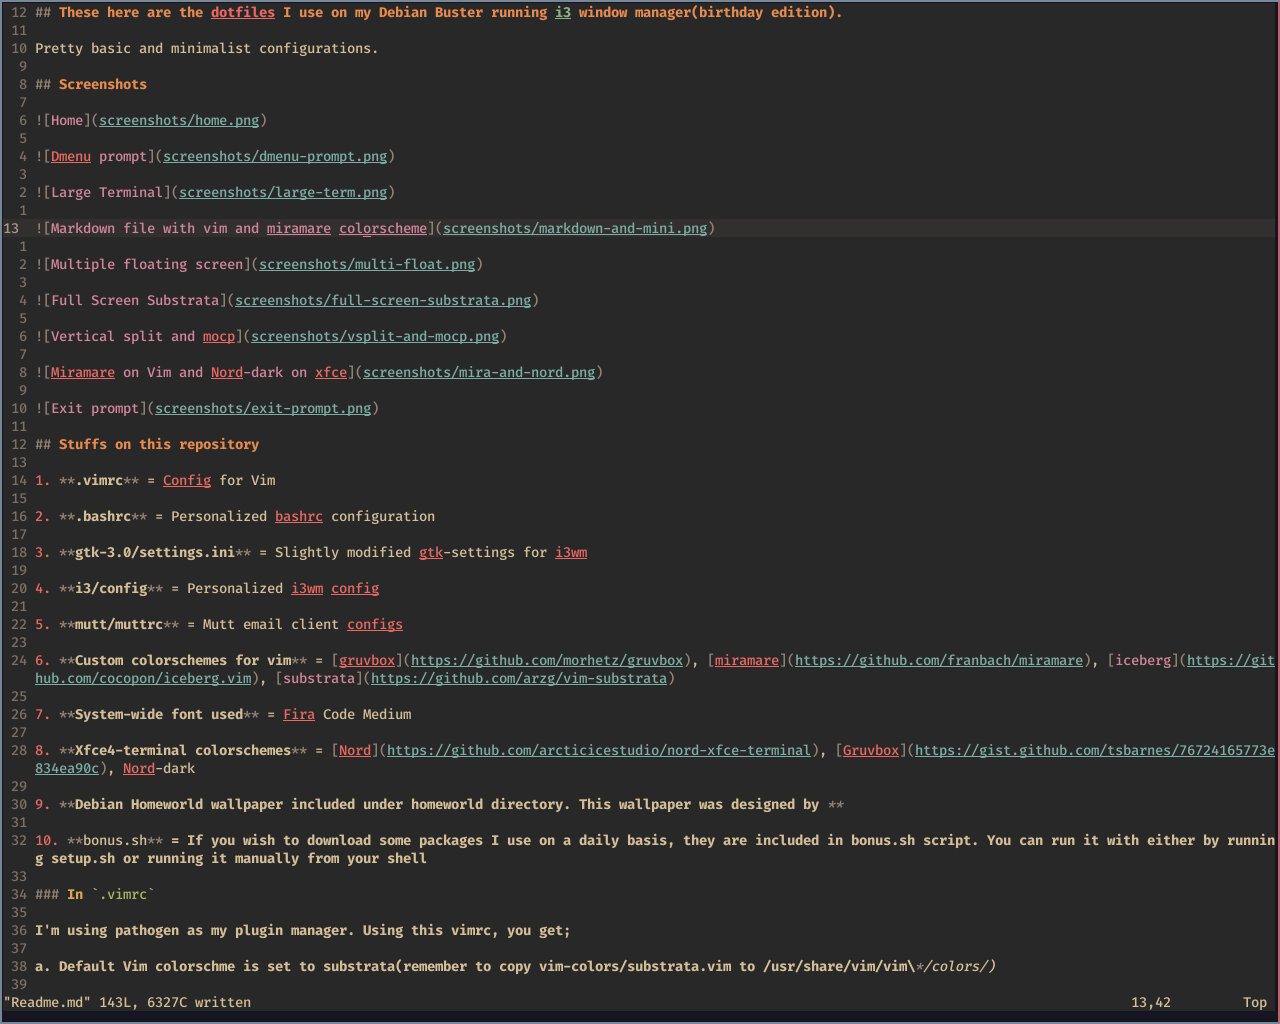 12 ## These here are the dotfiles I use on my Debian Buster running i3 window manager(birthday edition).
11
10 Pretty basic and minimalist configurations.
9
8 ## Screenshots
7
6 ![Home](screenshots/home.png)
5
4 ![Dmenu prompt](screenshots/dmenu-prompt.png)
3
2 ![Large Terminal](screenshots/large-term.png)
1
13 ![Markdown file with vim and miramare colorscheme](screenshots/markdown-and-mini.png)
1
2 ![Multiple floating screen](screenshots/multi-float.png)
3
4 ![Full Screen Substrata](screenshots/full-screen-substrata.png)
5
6 ![Vertical split and mocp](screenshots/vsplit-and-mocp.png)
7
8 ![Miramare on Vim and Nord-dark on xfce](screenshots/mira-and-nord.png)
9
10 ![Exit prompt](screenshots/exit-prompt.png)
11
12 ## Stuffs on this repository
13
14 1. **.vimrc** = Config for Vim
15
16 2. **.bashrc** = Personalized bashrc configuration
17
18 3. **gtk-3.0/settings.ini** = Slightly modified gtk-settings for i3wm
19
20 4. **i3/config** = Personalized i3wm config
21
22 5. **mutt/muttrc** = Mutt email client configs
23
24 6. **Custom colorschemes for vim** = [gruvbox](https://github.com/morhetz/gruvbox), [miramare](https://github.com/franbach/miramare), [iceberg](https://git
hub.com/cocopon/iceberg.vim), [substrata](https://github.com/arzg/vim-substrata)
25
26 7. **System-wide font used** = Fira Code Medium
27
28 8. **Xfce4-terminal colorschemes** = [Nord](https://github.com/arcticicestudio/nord-xfce-terminal), [Gruvbox](https://gist.github.com/tsbarnes/76724165773e
834ea90c), Nord-dark
29
30 9. **Debian Homeworld wallpaper included under homeworld directory. This wallpaper was designed by **
31
32 10. **bonus.sh** = If you wish to download some packages I use on a daily basis, they are included in bonus.sh script. You can run it with either by runnin
g setup.sh or running it manually from your shell
33
34 ### In `.vimrc`
35
36 I'm using pathogen as my plugin manager. Using this vimrc, you get;
37
38 a. Default Vim colorschme is set to substrata(remember to copy vim-colors/substrata.vim to /usr/share/vim/vim\*/colors/)
39
"Readme.md" 143L, 6327C written 13,42 Top